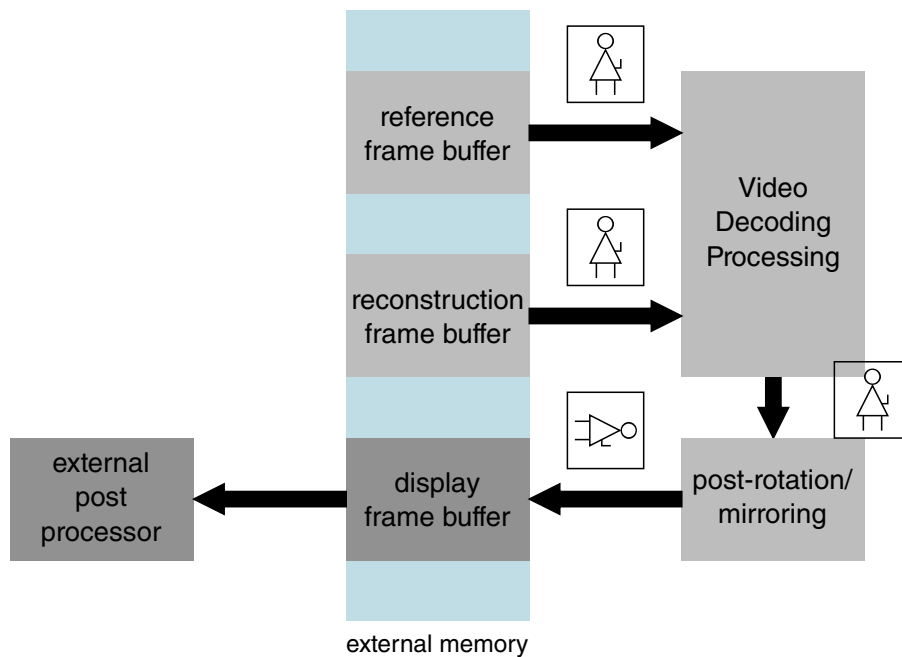 reference
frame buffer
Video
Decoding
Processing
reconstruction
frame buffer
external
post
processor
display
frame buffer
post-rotation/
mirroring
external memory